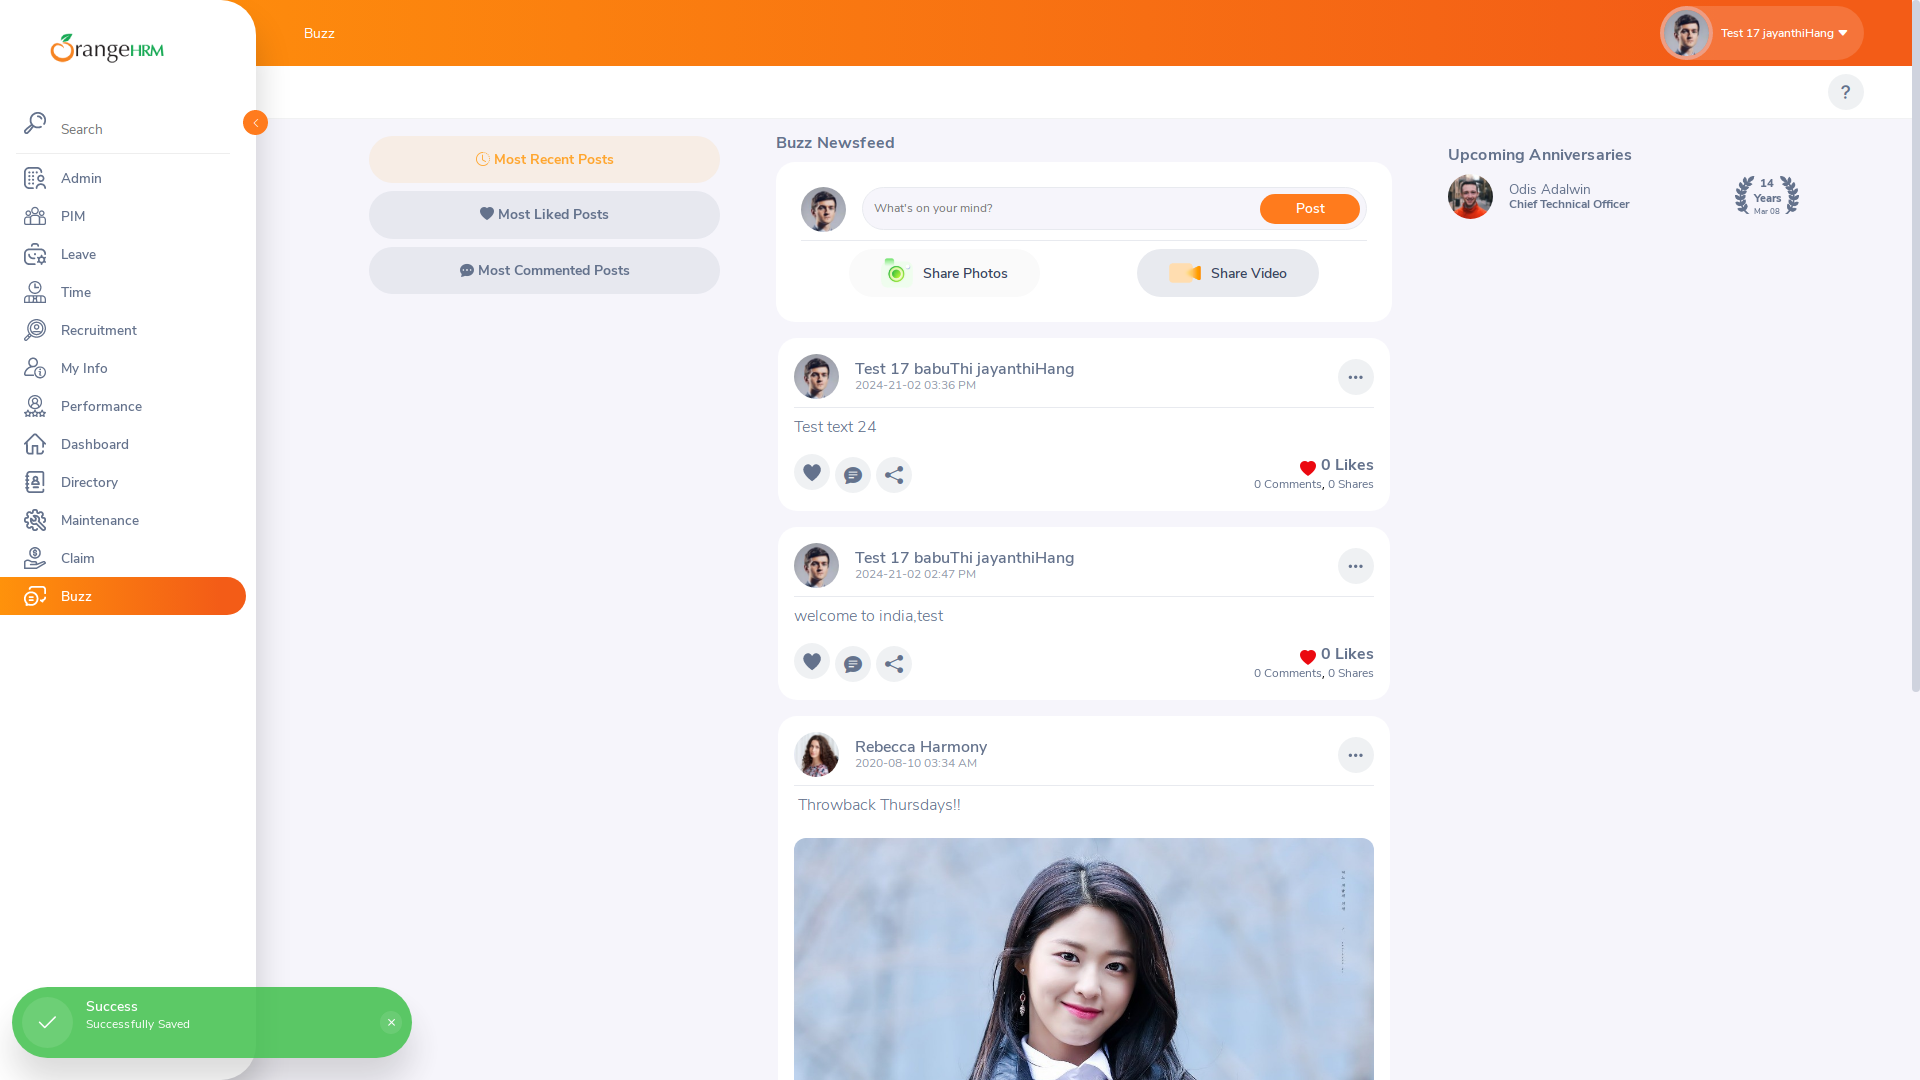 OrangeHRM
Buzz
Test 17 jayanthiHang
?
Search
Admin
PIM
Leave
Time
Recruitment
My Info
Performance
Dashboard
Directory
Maintenance
Claim
Buzz
Most Recent Posts
Most Liked Posts
Most Commented Posts
Buzz Newsfeed
What's on your mind?
Post
Share Photos
Share Video
Test 17 babuThi jayanthiHang
2024-21-02 03:36 PM
Test text 24
0 Likes
0 Comments, 0 Shares
Test 17 babuThi jayanthiHang
2024-21-02 02:47 PM
welcome to india,test
0 Likes
0 Comments, 0 Shares
Rebecca Harmony
2020-08-10 03:34 AM
Throwback Thursdays!!
Upcoming Anniversaries
Odis Adalwin
Chief Technical Officer
14
Years
Mar 08
Success
Successfully Saved